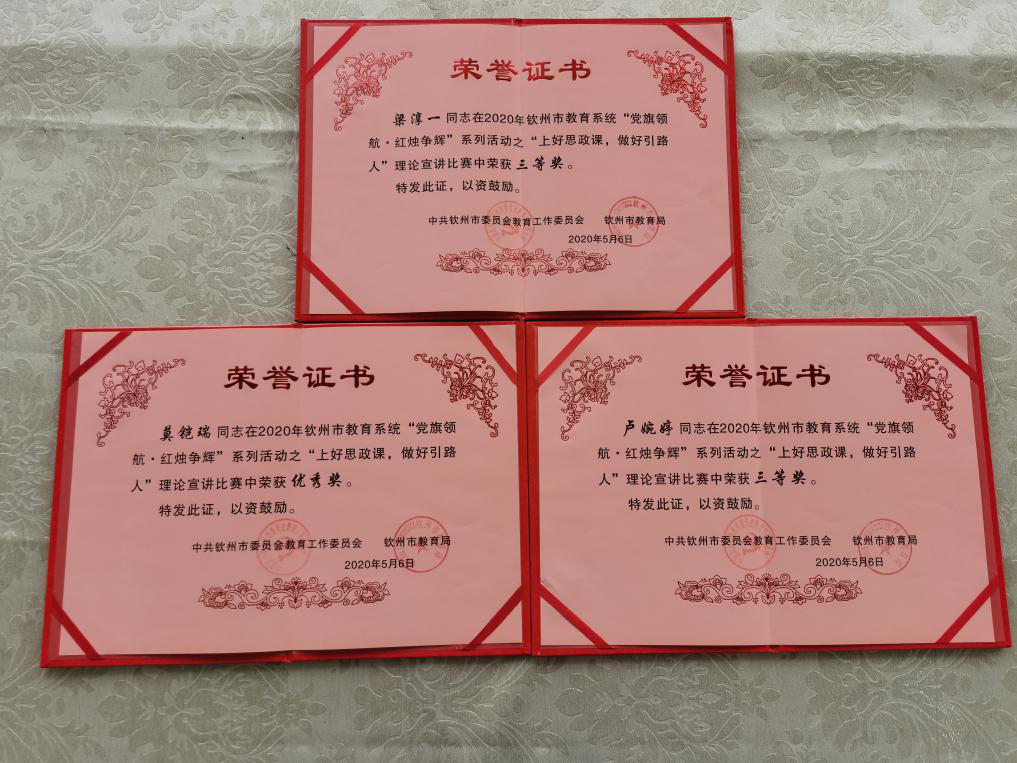 荣誉证书
梁淳一同志在2020年钦州市教育系统“党旗领
航·红烛争辉”系列活动之“上好思政课，做好引路
人”理论宣讲比赛中荣获三等奖。
特发此证，以资鼓励。
中共钦州市委员会教育工作委员会 钦州市教育局
2020年5月6日
荣誉证书
莫铠瑞同志在2020年钦州市教育系统“党旗领
航·红烛争辉”系列活动之“上好思政课，做好引路
人”理论宣讲比赛中荣获优秀奖。
特发此证，以资鼓励。
中共钦州市委员会教育工作委员会 钦州市教育局
2020年5月6日
荣誉证书
卢婉婷同志在2020年钦州市教育系统“党旗领
航·红烛争辉”系列活动之“上好思政课，做好引路
人”理论宣讲比赛中荣获三等奖。
特发此证，以资鼓励。
中共钦州市委员会教育工作委员会 钦州市教育局
2020年5月6日